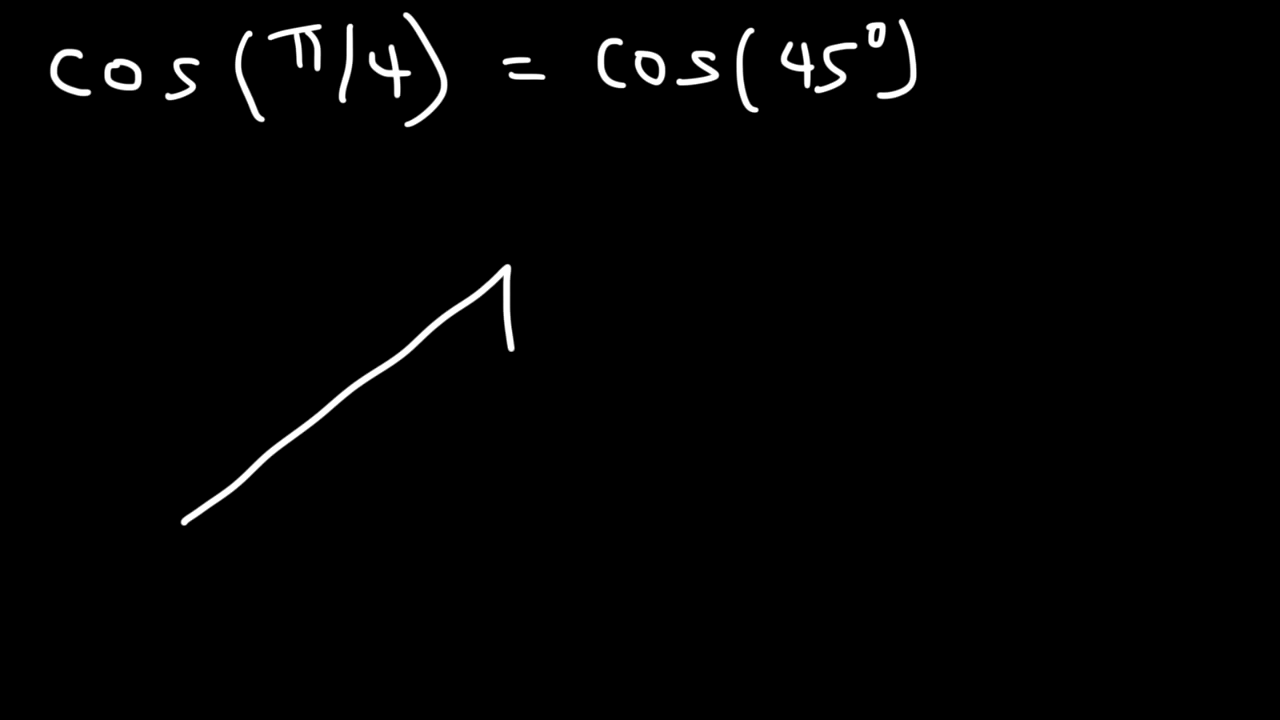 cos(π/4) = cos(45°)